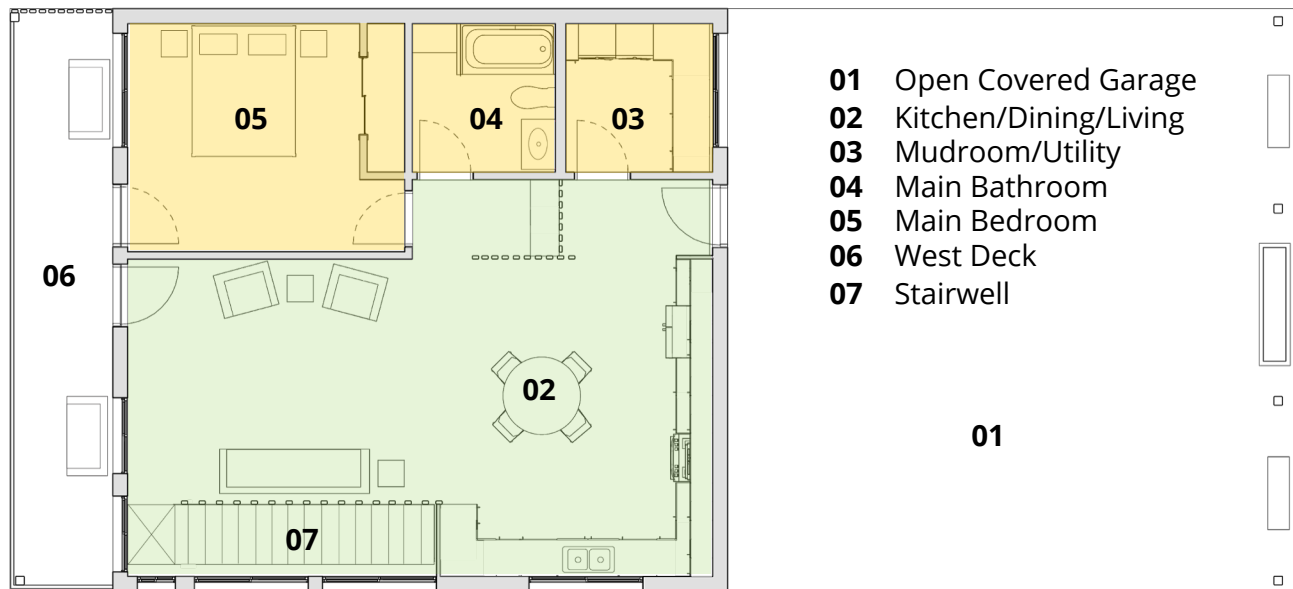 05
04
03
06
02
07
01
01 Open Covered Garage
02 Kitchen/Dining/Living
03 Mudroom/Utility
04 Main Bathroom
05 Main Bedroom
06 West Deck
07 Stairwell